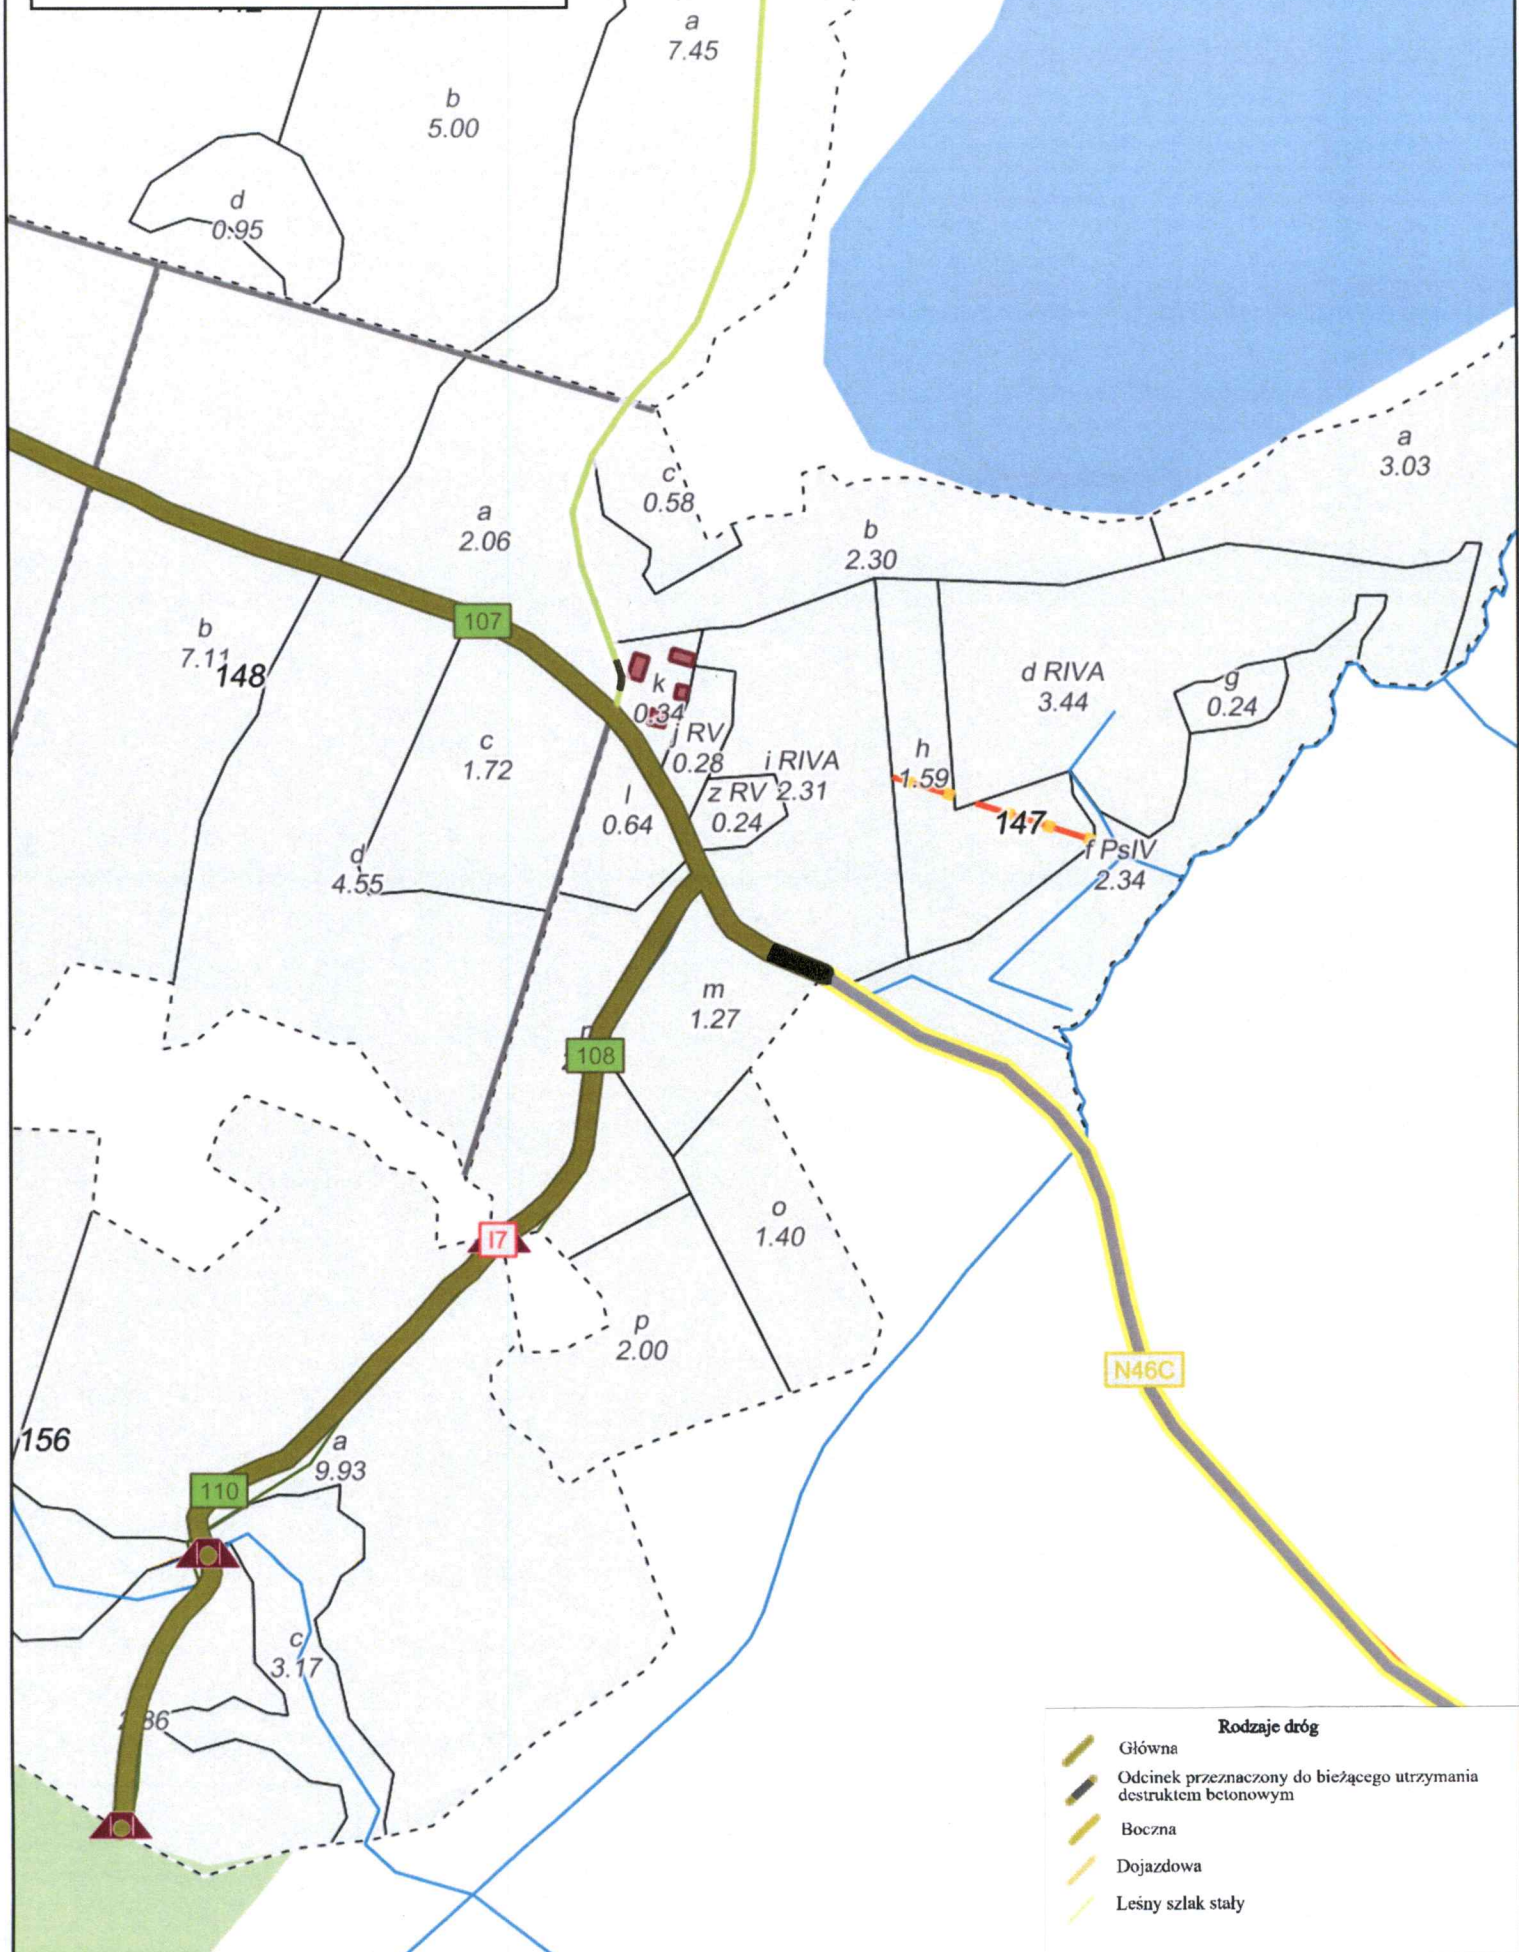 a
7.45
b
5.00
d
0.95
a
3.03
c
0.58
a
2.06
b
2.30
107
b
7.11
148
k
0.34
d RIVA
3.44
g
0.24
c
1.72
j RV
0.28
i RIVA
2.31
h
1.59
l
0.64
z RV
0.24
147
f PsIV
2.34
d
4.55
m
1.27
108
o
1.40
I7
p
2.00
N46C
156
a
9.93
110
c
3.17
Rodzaje dróg
Główna
Odcinek przeznaczony do bieżącego utrzymania
destruktem betonowym
Boczna
Dojazdowa
Leśny szlak stały